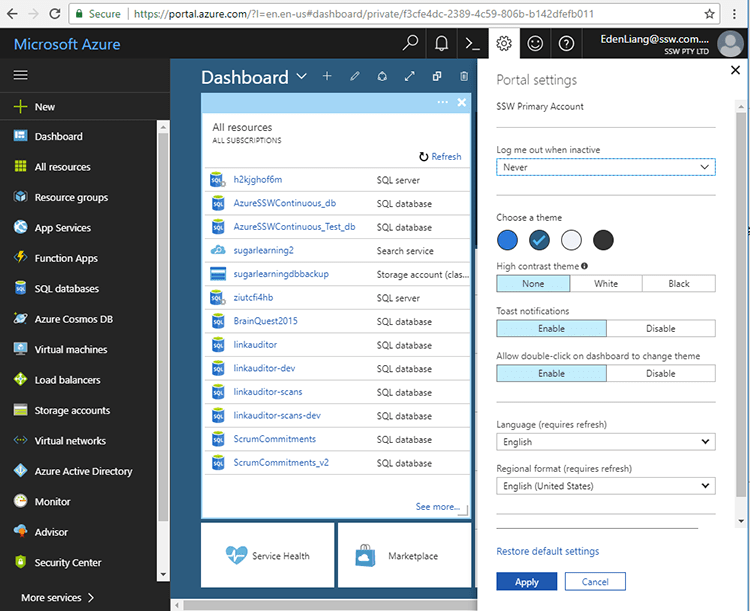 Secure https://portal.azure.com/?l=en.en-us#dashboard/private/f3cfe4dc-2389-4c59-806b-b142dfefb011
Microsoft Azure
EdenLiang@ssw.com....
SSW PTY LTD
New
Dashboard
All resources
Resource groups
App Services
Function Apps
SQL databases
Azure Cosmos DB
Virtual machines
Load balancers
Storage accounts
Virtual networks
Azure Active Directory
Monitor
Advisor
Security Center
More services
Dashboard
All resources
ALL SUBSCRIPTIONS
Refresh
h2kjghof6m SQL server
AzureSSWContinuous_db SQL database
AzureSSWContinuous_Test_db SQL database
sugarlearning2 Search service
sugarlearningdbbackup Storage account (clas...
ziutcfi4hb SQL server
BrainQuest2015 SQL database
linkauditor SQL database
linkauditor-dev SQL database
linkauditor-scans SQL database
linkauditor-scans-dev SQL database
ScrumCommitments SQL database
ScrumCommitments_v2 SQL database
See more...
Service Health
Marketplace
Portal settings
SSW Primary Account
Log me out when inactive
Never
Choose a theme
High contrast theme
None White Black
Toast notifications
Enable Disable
Allow double-click on dashboard to change theme
Enable Disable
Language (requires refresh)
English
Regional format (requires refresh)
English (United States)
Restore default settings
Apply Cancel